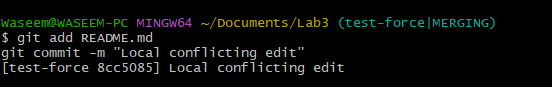 Waseem@WASEEM-PC MINGW64 ~/Documents/Lab3 (test-force|MERGING)
$ git add README.md
git commit -m "Local conflicting edit"
[test-force 8cc5085] Local conflicting edit